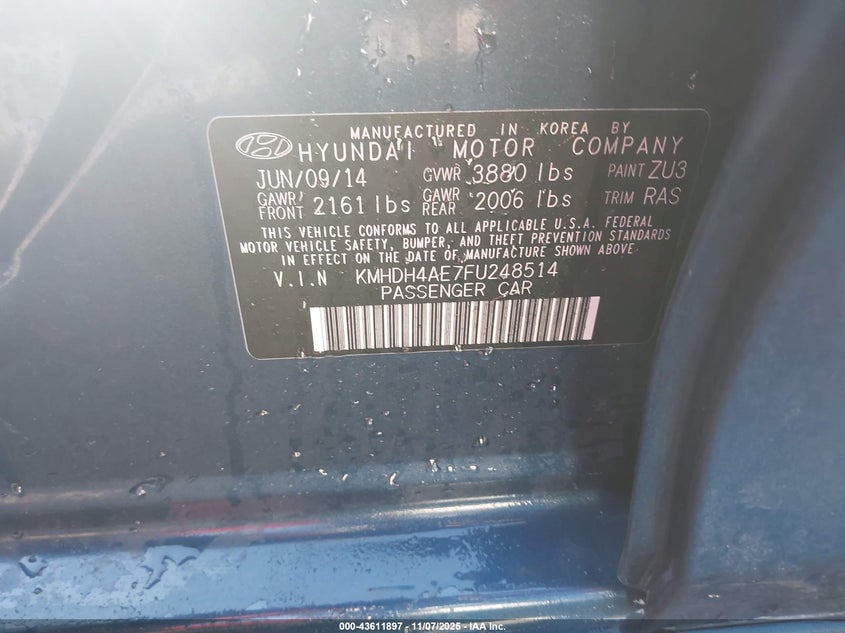 MANUFACTURED IN KOREA BY
HYUNDAI MOTOR COMPANY
JUN/09/14 GVWR 3880 lbs PAINT ZU3
GAWR FRONT 2161 lbs GAWR REAR 2006 lbs TRIM RAS
THIS VEHICLE CONFORMS TO ALL APPLICABLE U.S.A. FEDERAL
MOTOR VEHICLE SAFETY, BUMPER, AND THEFT PREVENTION STANDARDS
IN EFFECT ON THE DATE OF MANUFACTURE SHOWN ABOVE
V.I.N KMHDH4AE7FU248514
PASSENGER CAR
000-43611897 - 11/07/2025 - IAA Inc.